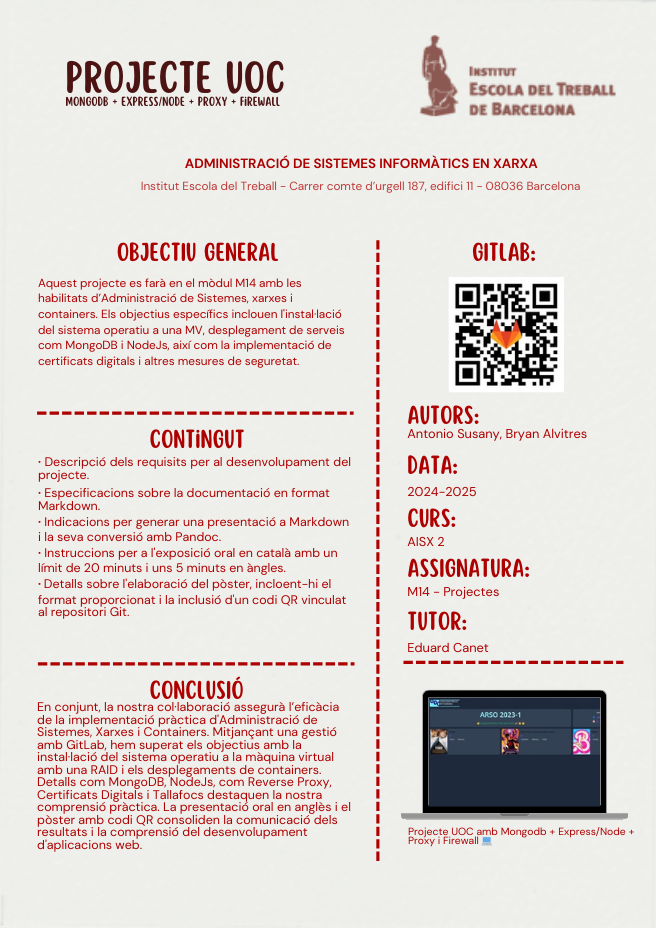 PROJECTE UOC
MONGODB + EXPRESS/NODE + PROXY + FiREWALL
INSTITUT
ESCOLA DEL TREBALL
DE BARCELONA
ADMINISTRACIÓ DE SISTEMES INFORMÀTICS EN XARXA
Institut Escola del Treball - Carrer comte d'urgell 187, edifici 11 - 08036 Barcelona
OBJECTIU GENERAL
Aquest projecte es farà en el mòdul M14 amb les
habilitats d'Administració de Sistemes, xarxes i
containers. Els objectius específics inclouen l'instal·lació
del sistema operatiu a una MV, desplegament de serveis
com MongoDB i NodeJs, així com la implementació de
certificats digitals i altres mesures de seguretat.
CONTiNGUT
· Descripció dels requisits per al desenvolupament del
projecte.
· Especificacions sobre la documentació en format
Markdown.
· Indicacions per generar una presentació a Markdown
i la seva conversió amb Pandoc.
· Instruccions per a l'exposició oral en català amb un
límit de 20 minuts i uns 5 minuts en àngles.
· Detalls sobre l'elaboració del pòster, incloent-hi el
format proporcionat i la inclusió d'un codi QR vinculat
al repositori Git.
CONCLUSIÓ
En conjunt, la nostra col·laboració assegurà l'eficàcia
de la implementació pràctica d'Administració de
Sistemes, Xarxes i Containers. Mitjançant una gestió
amb GitLab, hem superat els objectius amb la
instal·lació del sistema operatiu a la màquina virtual
amb una RAID i els desplegaments de containers.
Detalls com MongoDB, NodeJs, com Reverse Proxy,
Certificats Digitals i Tallafocs destaquen la nostra
comprensió pràctica. La presentació oral en anglès i el
pòster amb codi QR consoliden la comunicació dels
resultats i la comprensió del desenvolupament
d'aplicacions web.
GITLAB:
AUTORS:
Antonio Susany, Bryan Alvitres
DATA:
2024-2025
CURS:
AISX 2
ASSIGNATURA:
M14 - Projectes
TUTOR:
Eduard Canet
ARSO 2023-1
Projecte UOC amb Mongodb + Express/Node +
Proxy i Firewall 💻